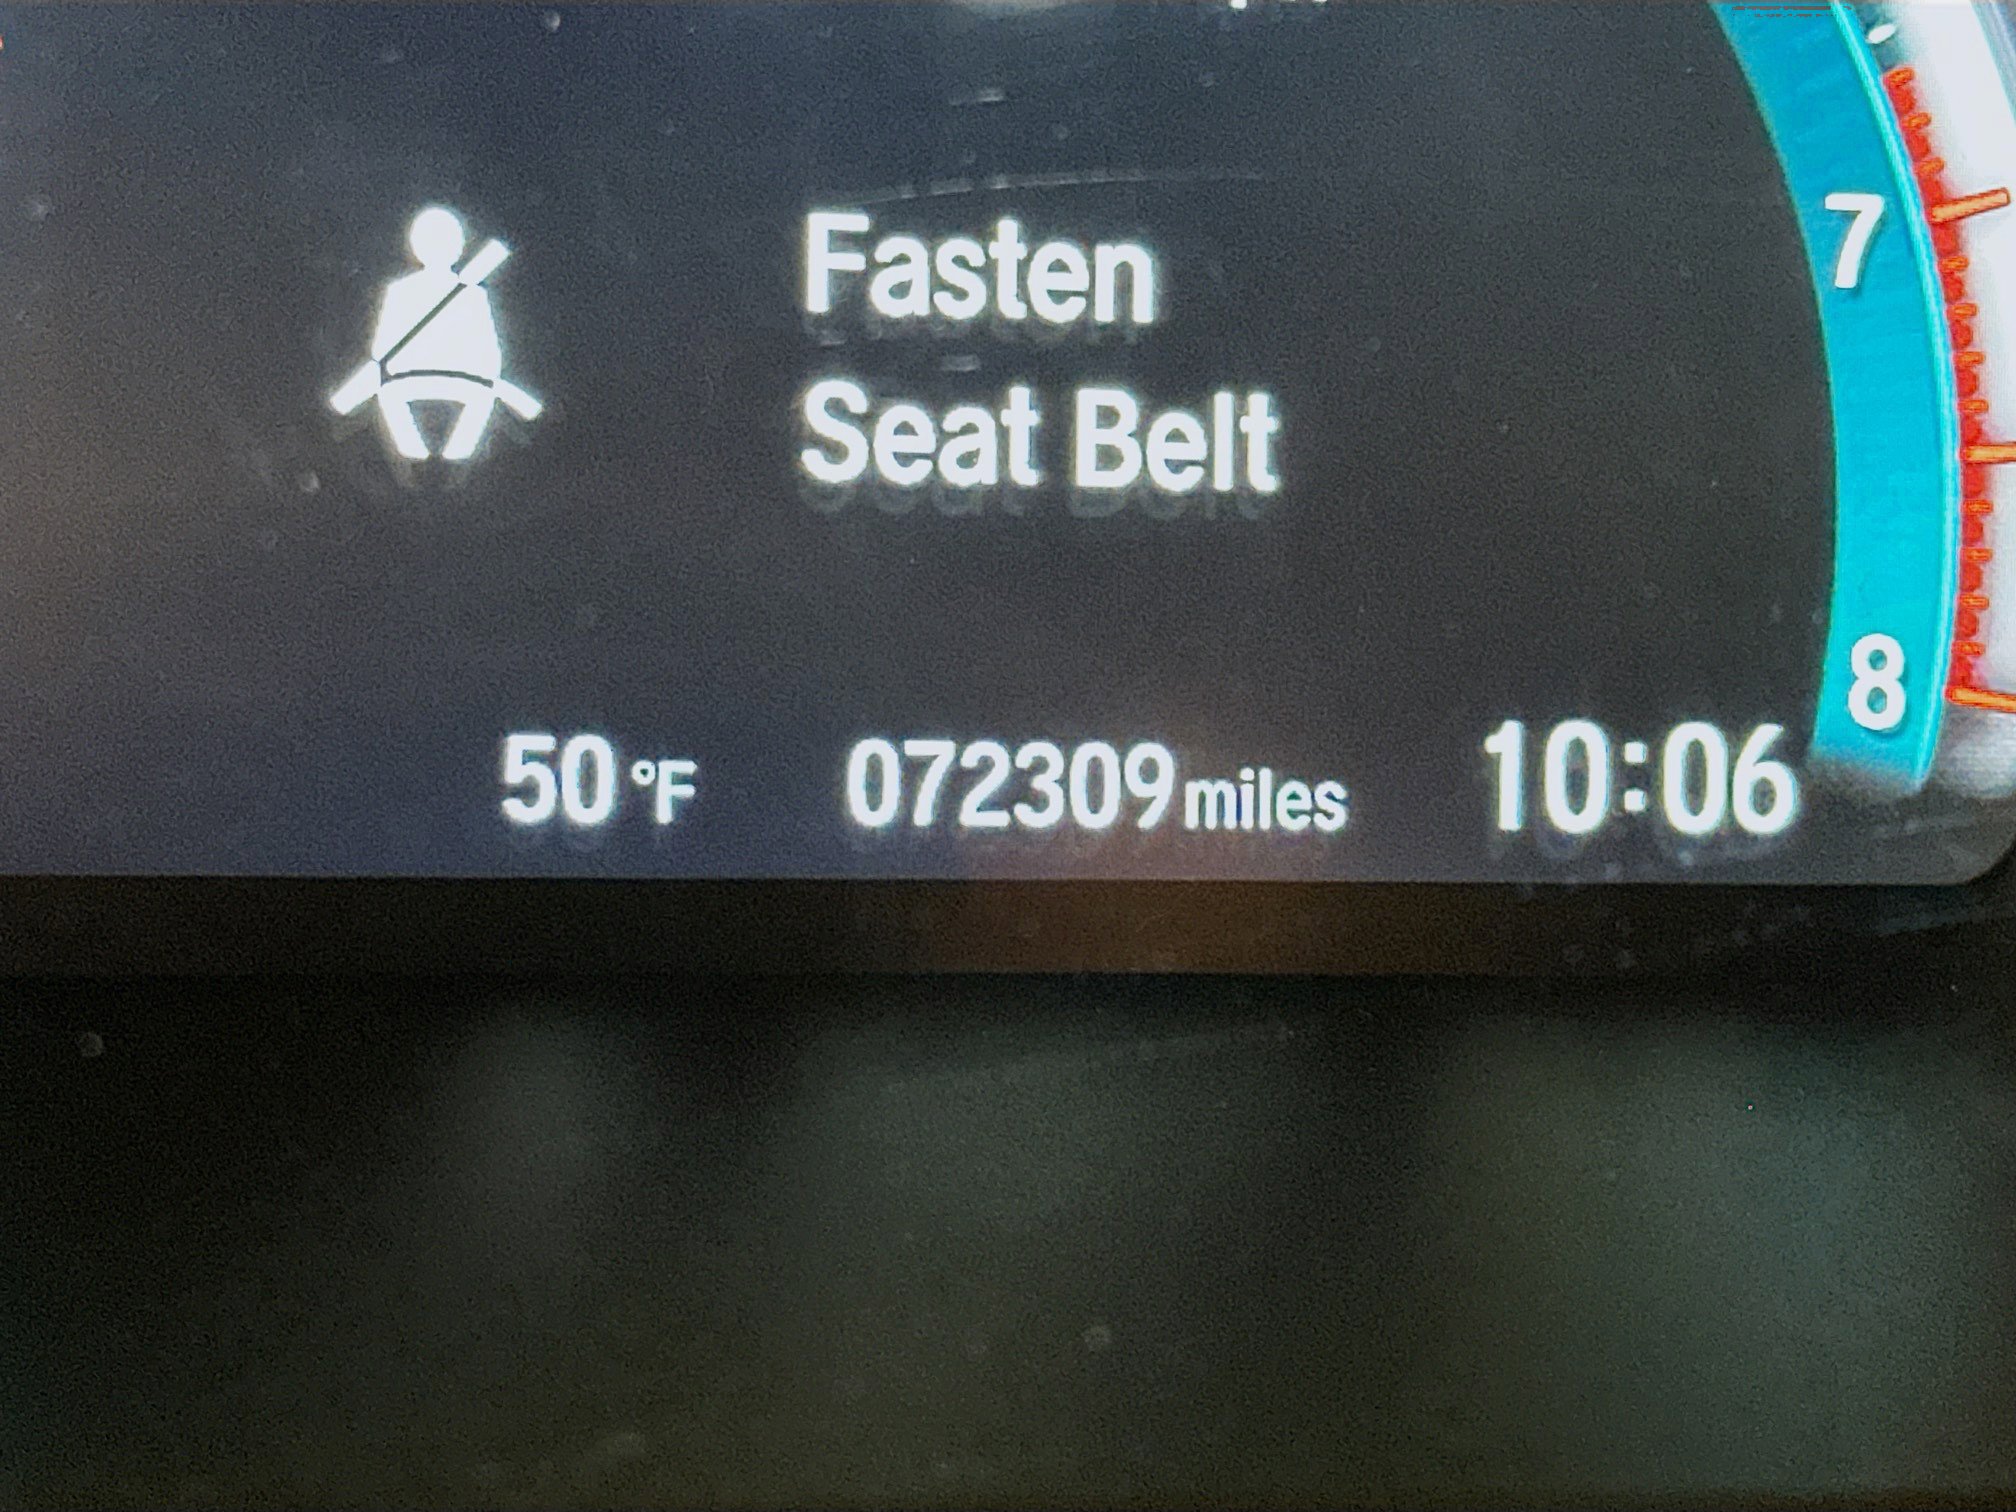 Fasten
Seat Belt
7
8
50 °F 072309 miles 10:06